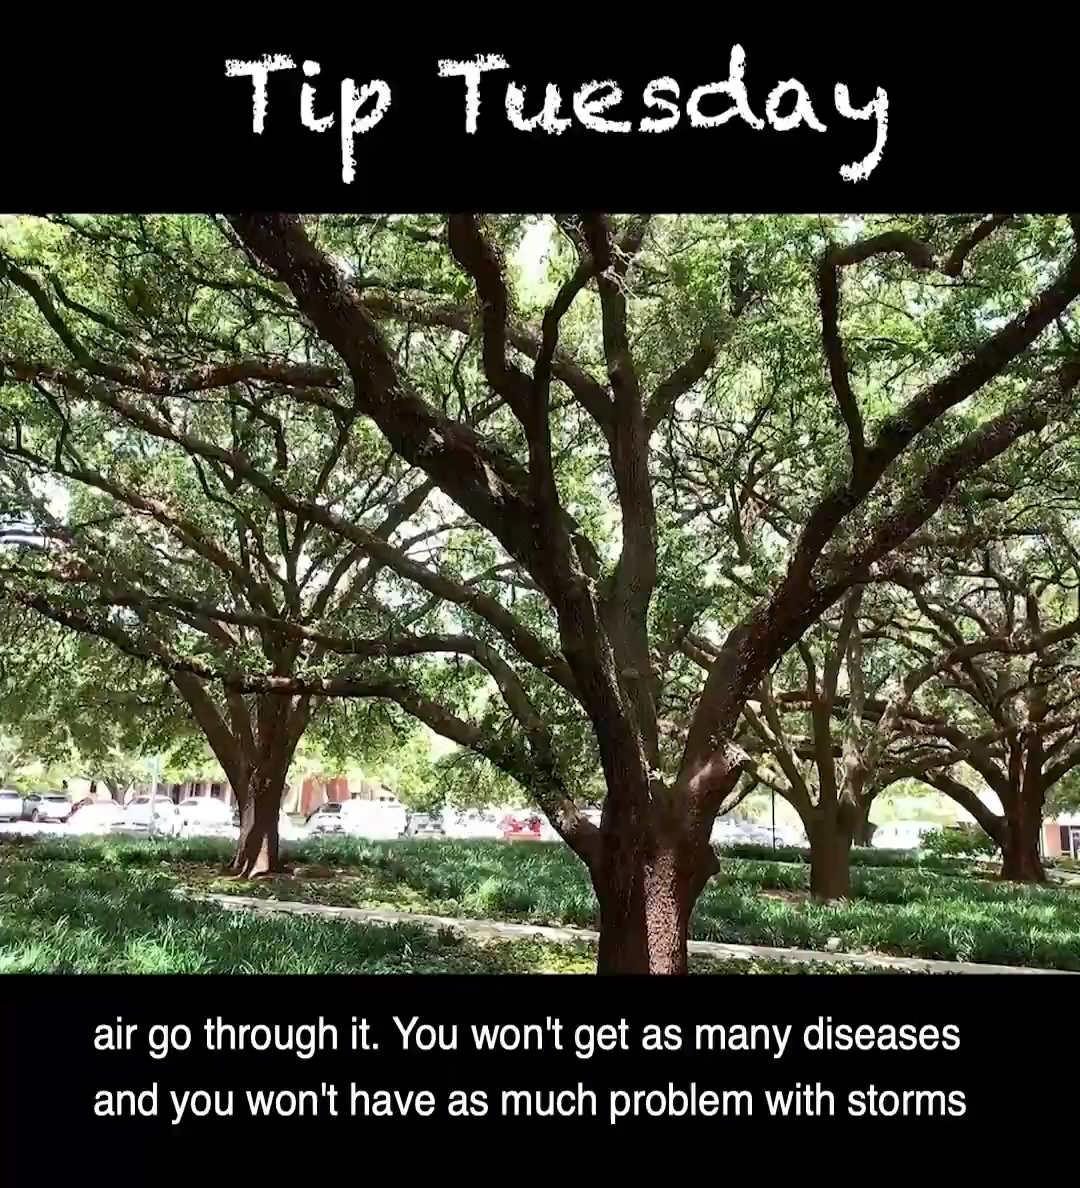 Tip Tuesday
air go through it. You won't get as many diseases
and you won't have as much problem with storms